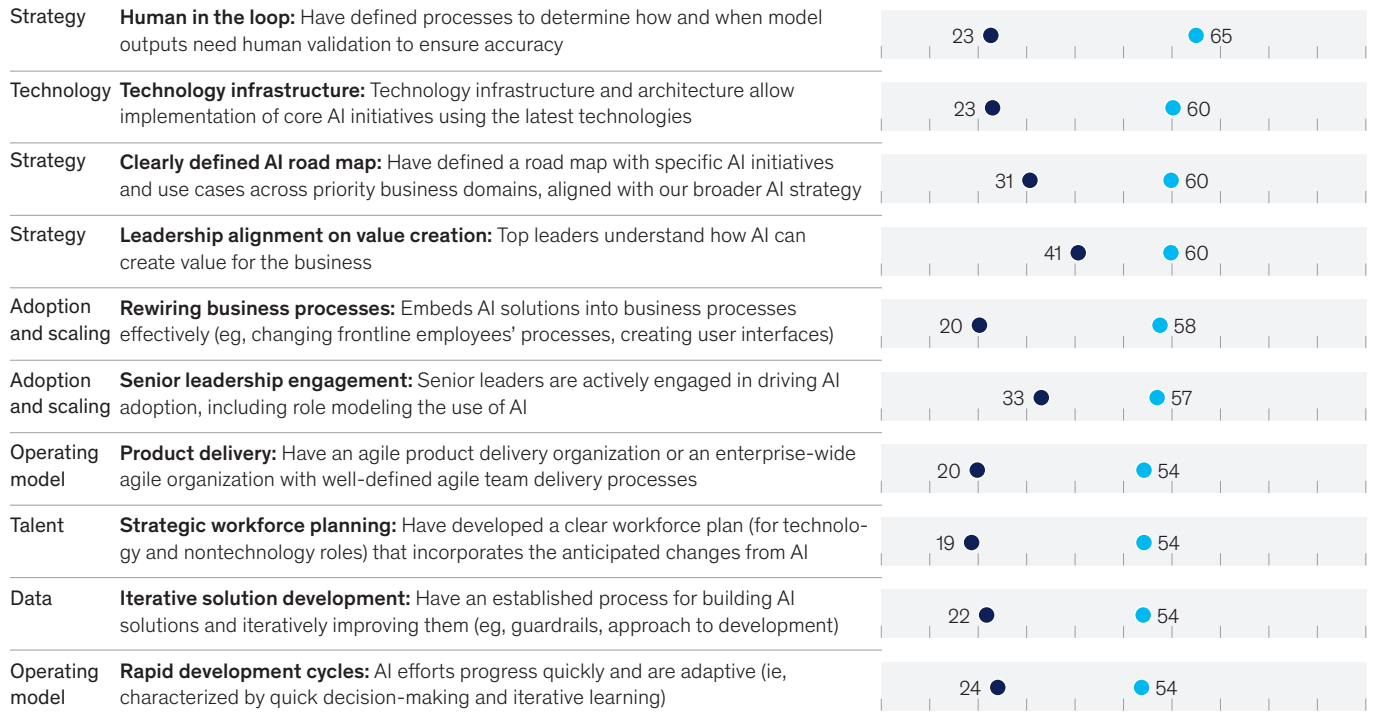 Strategy Human in the loop: Have defined processes to determine how and when model
outputs need human validation to ensure accuracy
23 65
Technology Technology infrastructure: Technology infrastructure and architecture allow
implementation of core AI initiatives using the latest technologies
23 60
Strategy Clearly defined AI road map: Have defined a road map with specific AI initiatives
and use cases across priority business domains, aligned with our broader AI strategy
31 60
Strategy Leadership alignment on value creation: Top leaders understand how AI can
create value for the business
41 60
Adoption Rewiring business processes: Embeds AI solutions into business processes
and scaling effectively (eg, changing frontline employees’ processes, creating user interfaces)
20 58
Adoption Senior leadership engagement: Senior leaders are actively engaged in driving AI
and scaling adoption, including role modeling the use of AI
33 57
Operating Product delivery: Have an agile product delivery organization or an enterprise-wide
model agile organization with well-defined agile team delivery processes
20 54
Talent Strategic workforce planning: Have developed a clear workforce plan (for technolo-
gy and nontechnology roles) that incorporates the anticipated changes from AI
19 54
Data Iterative solution development: Have an established process for building AI
solutions and iteratively improving them (eg, guardrails, approach to development)
22 54
Operating Rapid development cycles: AI efforts progress quickly and are adaptive (ie,
model characterized by quick decision-making and iterative learning)
24 54